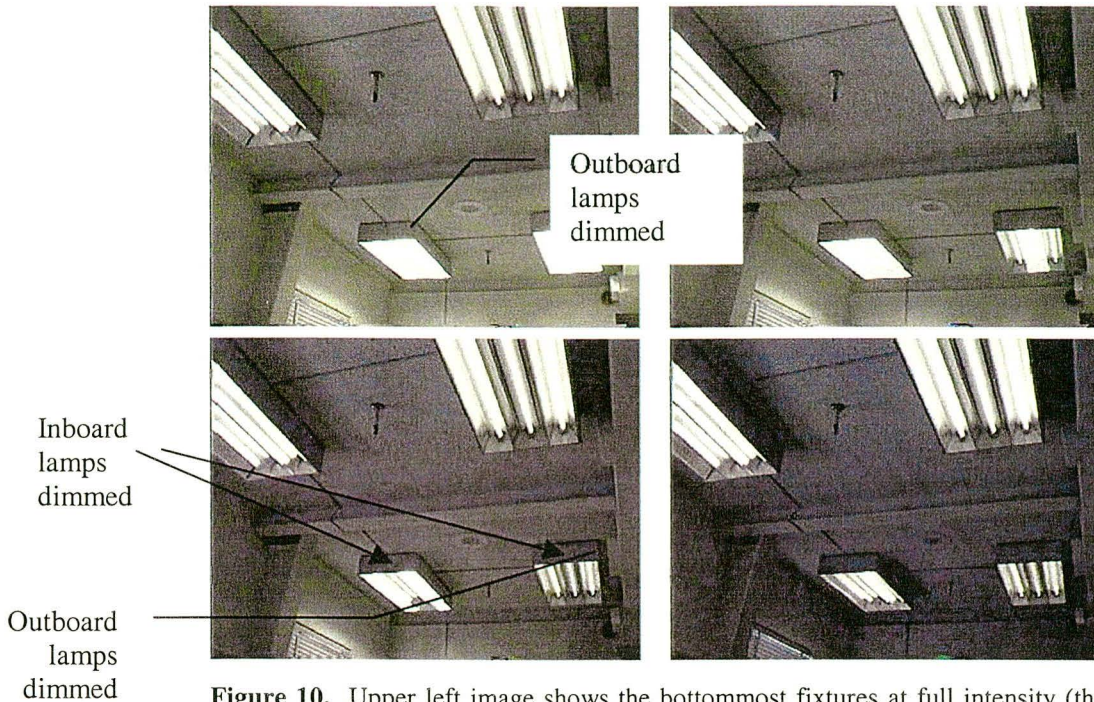 Outboard
lamps
dimmed
Inboard
lamps
dimmed
Outboard
lamps
dimmed
Figure 10. Upper left image shows the bottommost fixtures at full intensity (th